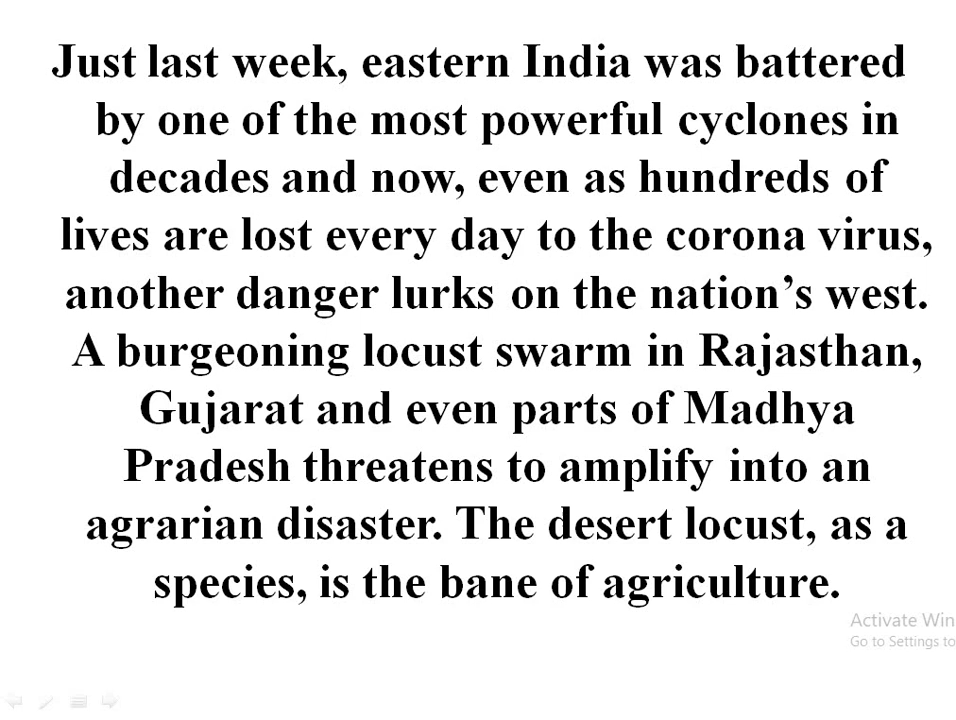 Just last week, eastern India was battered
by one of the most powerful cyclones in
decades and now, even as hundreds of
lives are lost every day to the corona virus,
another danger lurks on the nation’s west.
A burgeoning locust swarm in Rajasthan,
Gujarat and even parts of Madhya
Pradesh threatens to amplify into an
agrarian disaster. The desert locust, as a
species, is the bane of agriculture.
Activate Win
Go to Settings to